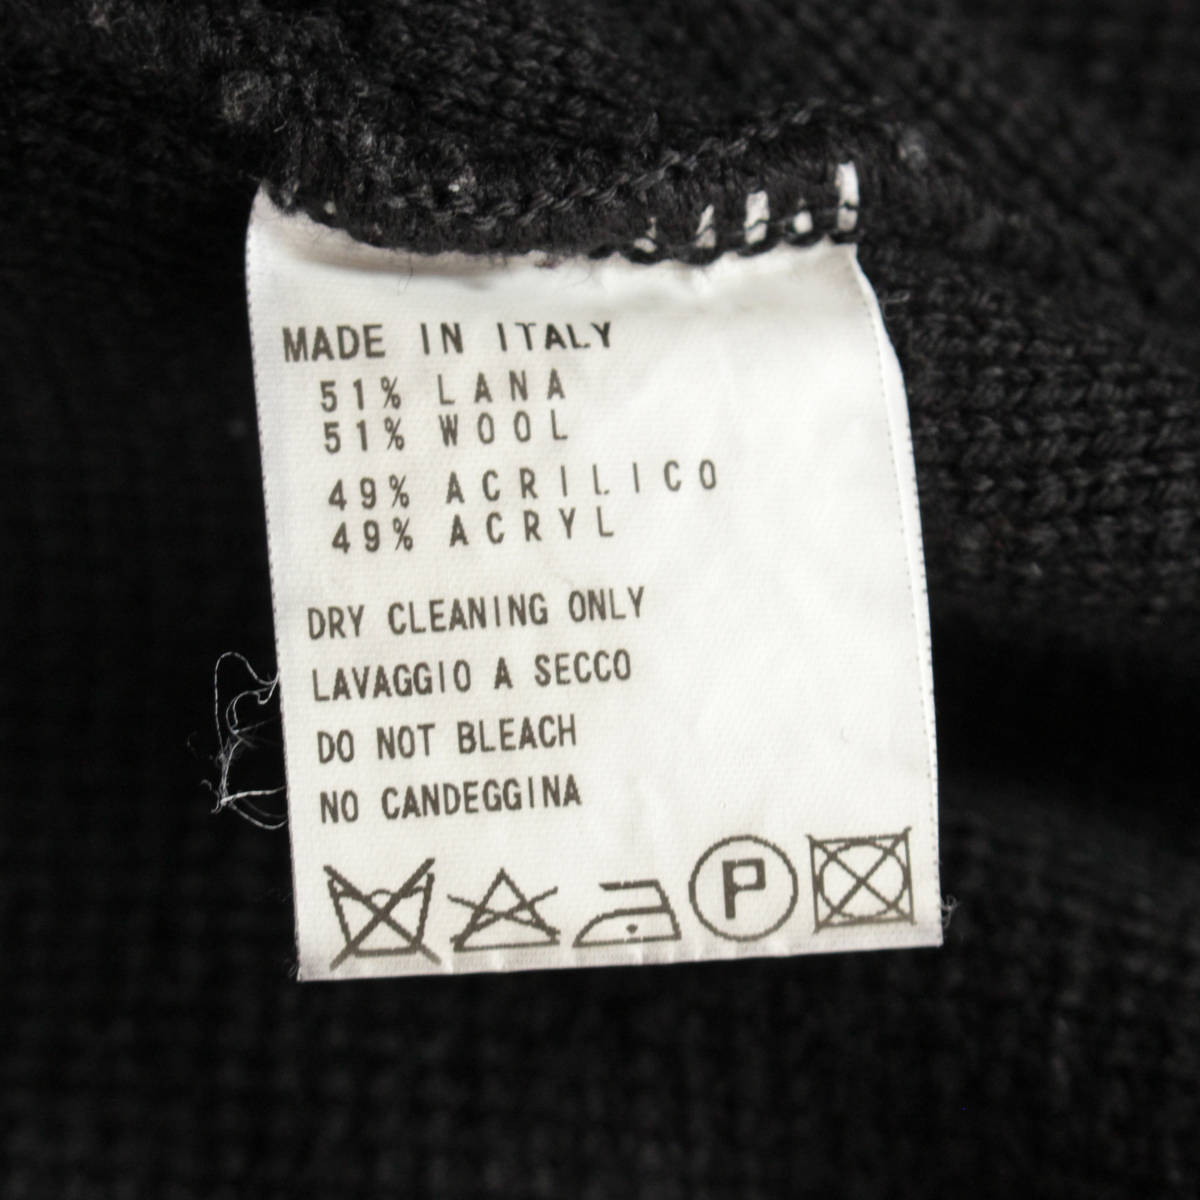 MADE IN ITALY
51% LANA
51% WOOL
49% ACRILICO
49% ACRYL
DRY CLEANING ONLY
LAVAGGIO A SECCO
DO NOT BLEACH
NO CANDEGGINA
P